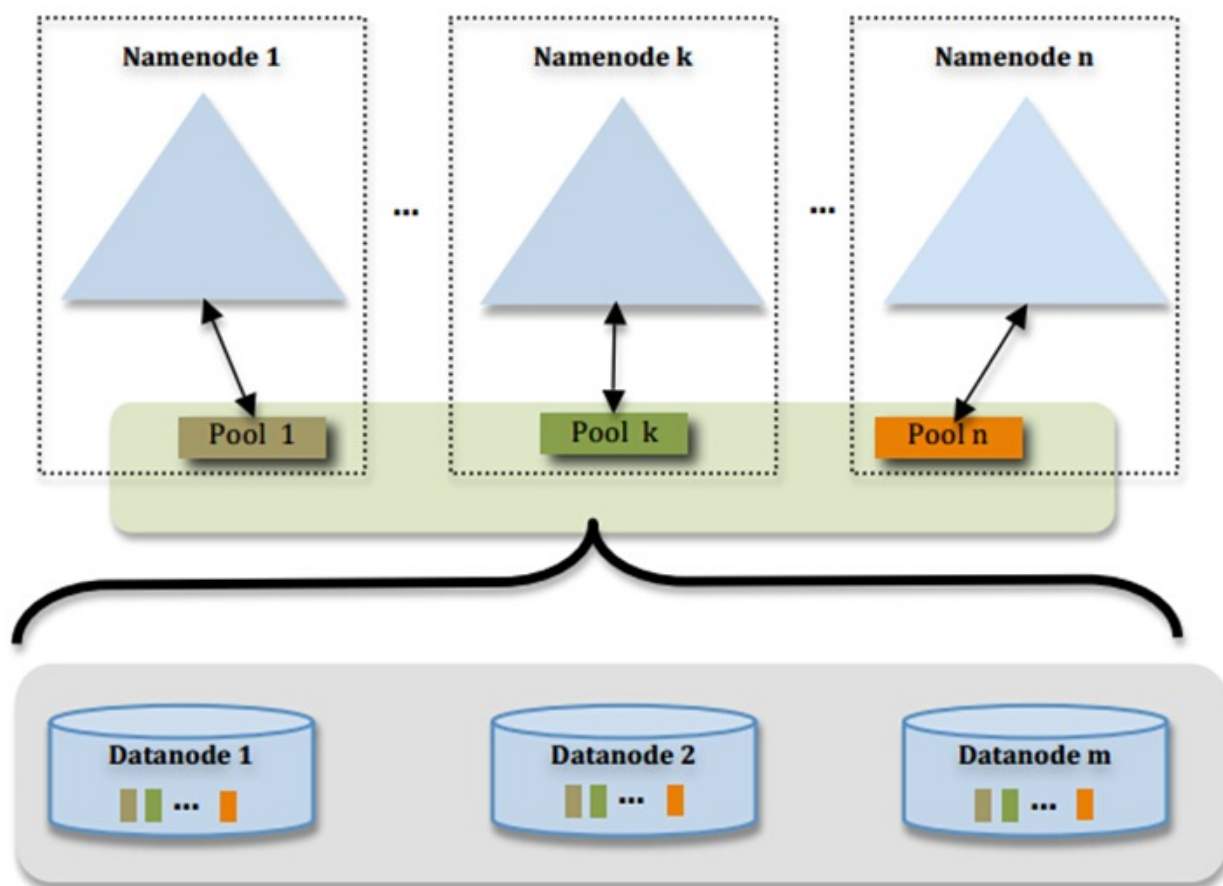 Namenode 1
Namenode k
Namenode n
...
...
Pool 1
Pool k
Pool n
Datanode 1
Datanode 2
Datanode m
...
...
...